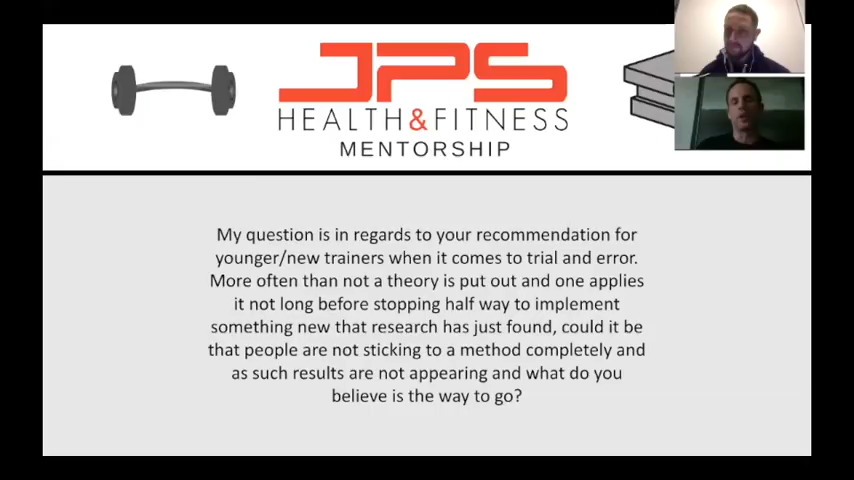 JPS
HEALTH&FITNESS
MENTORSHIP
My question is in regards to your recommendation for
younger/new trainers when it comes to trial and error.
More often than not a theory is put out and one applies
it not long before stopping half way to implement
something new that research has just found, could it be
that people are not sticking to a method completely and
as such results are not appearing and what do you
believe is the way to go?